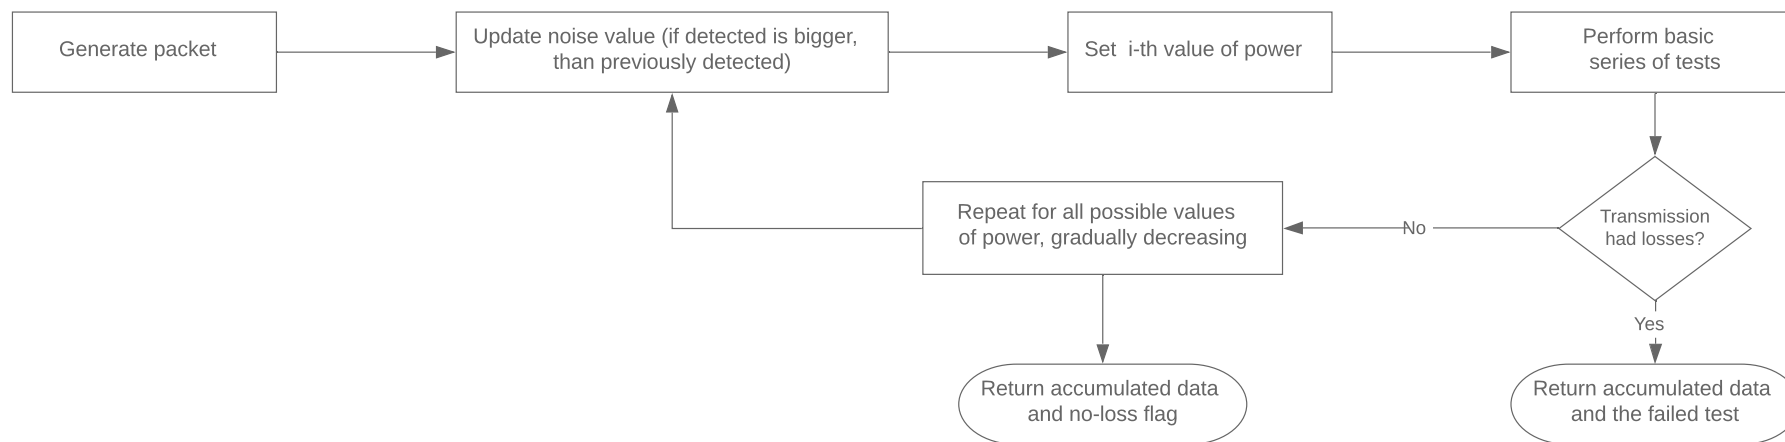 Generate packet
Update noise value (if detected is bigger,
than previously detected)
Set i-th value of power
Perform basic
series of tests
Repeat for all possible values
of power, gradually decreasing
No
Transmission
had losses?
Yes
Return accumulated data
and no-loss flag
Return accumulated data
and the failed test